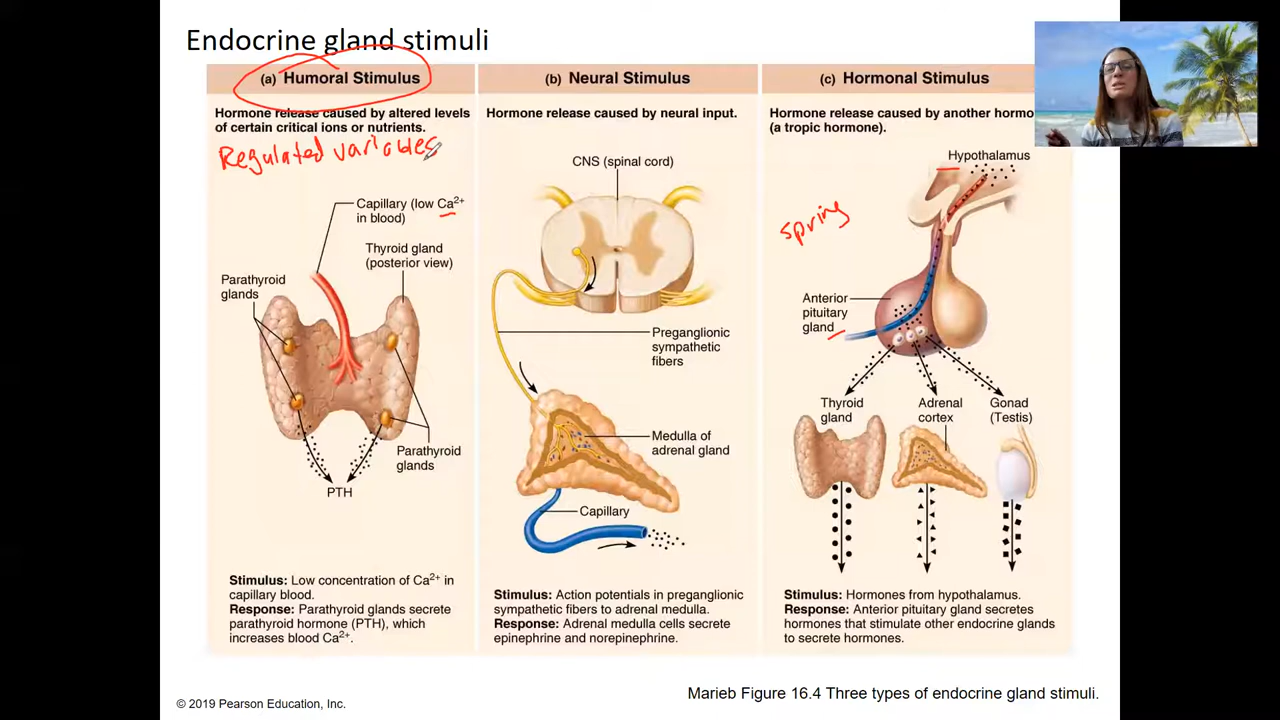 Endocrine gland stimuli
(a) Humoral Stimulus
Hormone release caused by altered levels
of certain critical ions or nutrients.
Regulated variables
Capillary (low Ca2+
in blood)
Thyroid gland
(posterior view)
Parathyroid
glands
Parathyroid
glands
PTH
Stimulus: Low concentration of Ca2+ in
capillary blood.
Response: Parathyroid glands secrete
parathyroid hormone (PTH), which
increases blood Ca2+.
(b) Neural Stimulus
Hormone release caused by neural input.
CNS (spinal cord)
Preganglionic
sympathetic
fibers
Medulla of
adrenal gland
Capillary
Stimulus: Action potentials in preganglionic
sympathetic fibers to adrenal medulla.
Response: Adrenal medulla cells secrete
epinephrine and norepinephrine.
(c) Hormonal Stimulus
Hormone release caused by another hormo
(a tropic hormone).
Hypothalamus
spring
Anterior
pituitary
gland
Thyroid
gland
Adrenal
cortex
Gonad
(Testis)
Stimulus: Hormones from hypothalamus.
Response: Anterior pituitary gland secretes
hormones that stimulate other endocrine glands
to secrete hormones.
© 2019 Pearson Education, Inc.
Marieb Figure 16.4 Three types of endocrine gland stimuli.